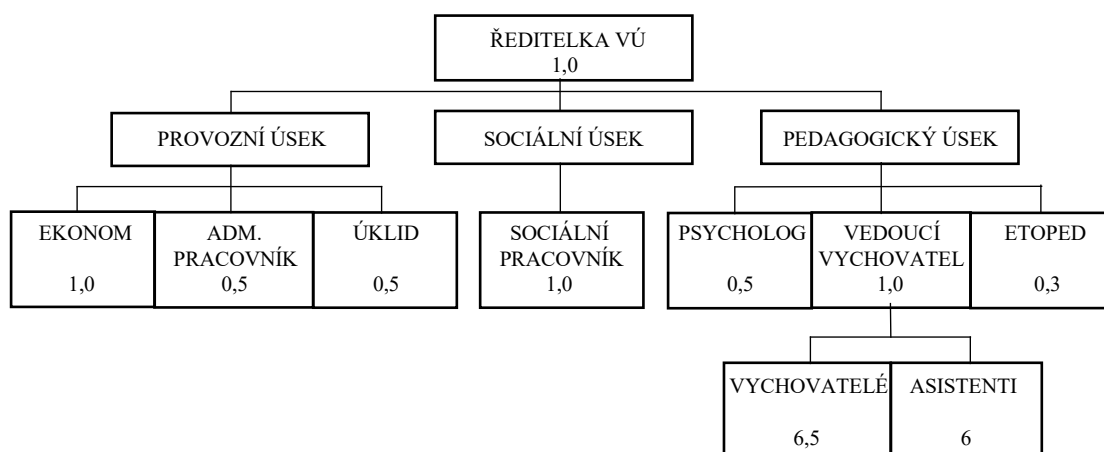 ŘEDITELKA VÚ
1,0
PROVOZNÍ ÚSEK
SOCIÁLNÍ ÚSEK
PEDAGOGICKÝ ÚSEK
EKONOM
1,0
ADM.
PRACOVNÍK
0,5
ÚKLID
0,5
SOCIÁLNÍ
PRACOVNÍK
1,0
PSYCHOLOG
0,5
VEDOUCÍ
VYCHOVATEL
1,0
ETOPED
0,3
VYCHOVATELÉ
6,5
ASISTENTI
6